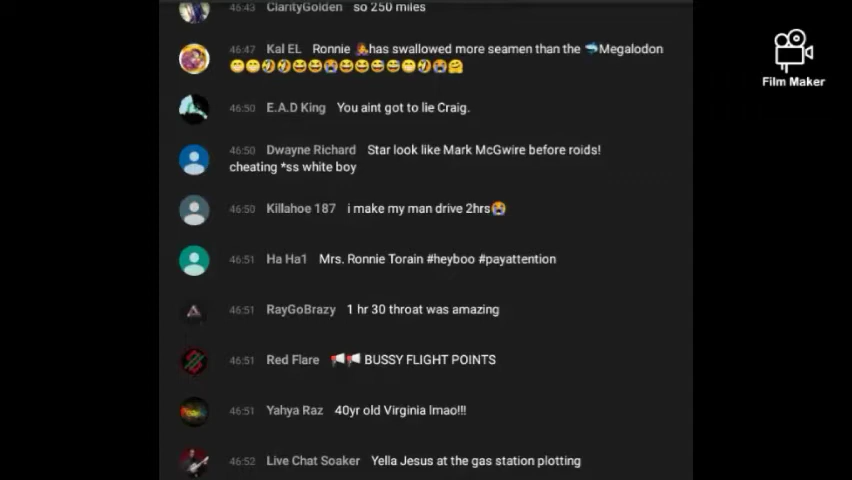 46:43 ClarityGolden so 250 miles
46:47 Kal EL Ronnie 🙇has swallowed more seamen than the 🦈Megalodon
😁😁🤣🤣😆😆😭😆😆😅😅😁🤣😭🤗
46:50 E.A.D King You aint got to lie Craig.
46:50 Dwayne Richard Star look like Mark McGwire before roids!
cheating *ss white boy
46:50 Killahoe 187 i make my man drive 2hrs😭
46:51 Ha Ha1 Mrs. Ronnie Torain #heyboo #payattention
46:51 RayGoBrazy 1 hr 30 throat was amazing
46:51 Red Flare 📢📢 BUSSY FLIGHT POINTS
46:51 Yahya Raz 40yr old Virginia lmao!!!
46:52 Live Chat Soaker Yella Jesus at the gas station plotting
Film Maker